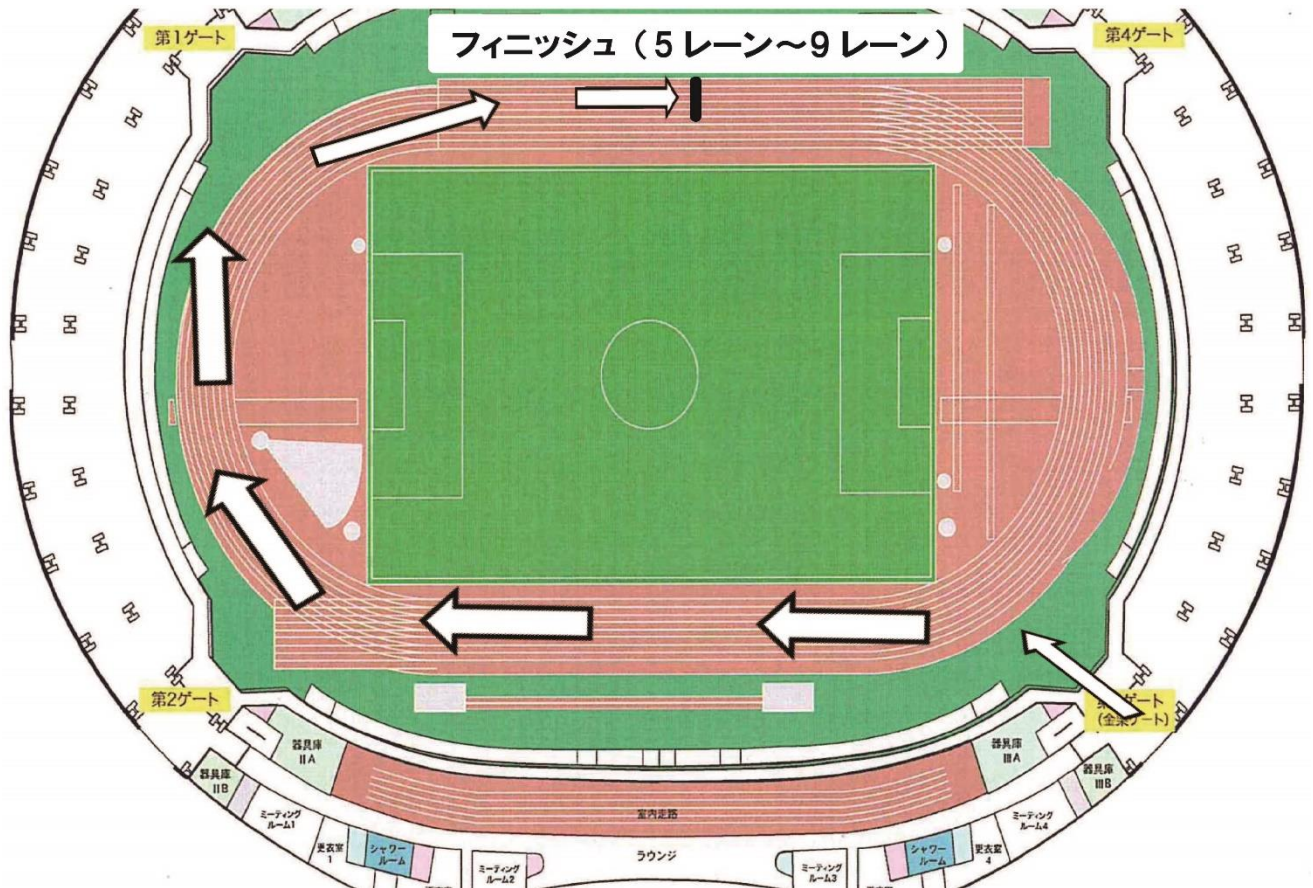 第1ゲート
フィニッシュ（5レーン～9レーン）
第4ゲート
第2ゲート
ゲート
器具庫
ⅡA
器具庫
ⅢA
器具庫
ⅡB
器具庫
ⅢB
ミーティング
ルーム1
室内走路
ミーティング
ルーム4
更衣室
1
シャワー
ルーム
ラウンジ
シャワー
ルーム
更衣室
4
ミーティング
ルーム2
ミーティング
ルーム3